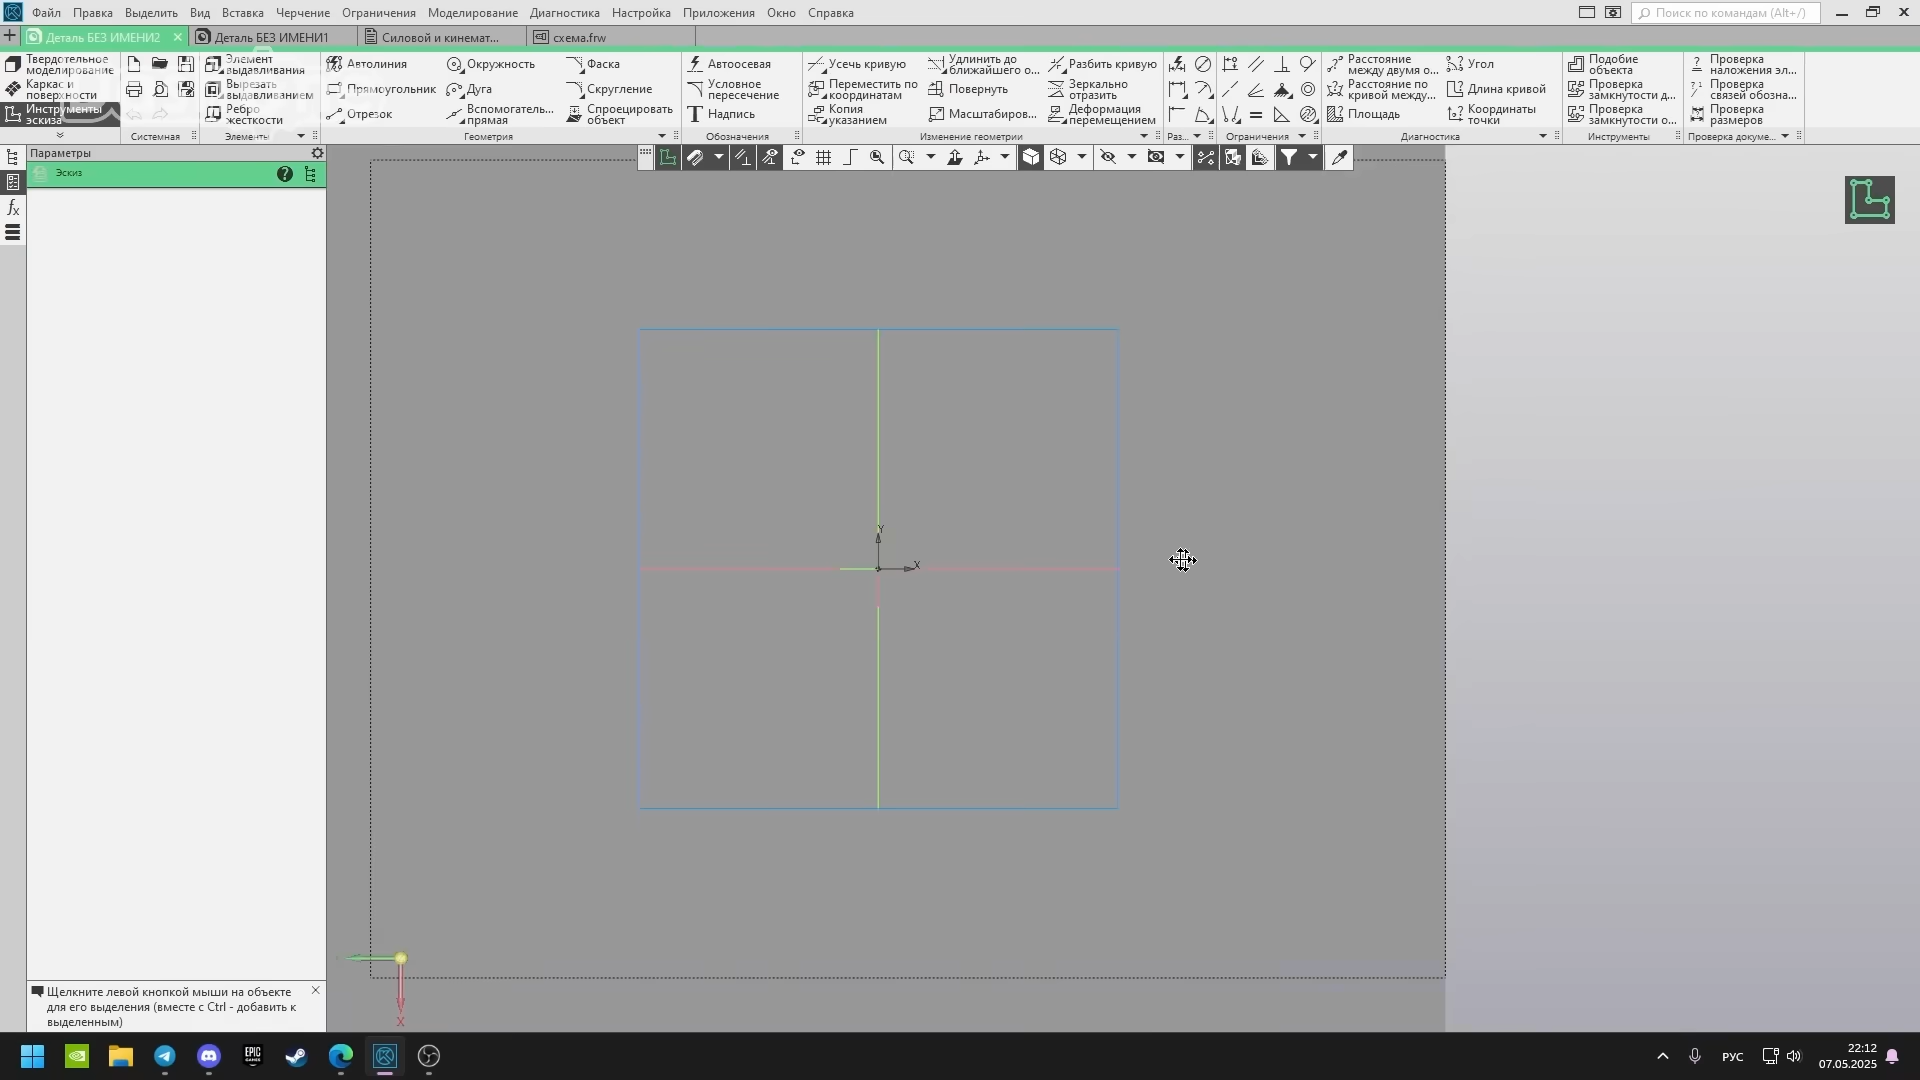 Файл Правка Выделить Вид Вставка Черчение Ограничения Моделирование Диагностика Настройка Приложения Окно Справка
Поиск по командам (Alt+/)
Деталь БЕЗ ИМЕНИ2
Деталь БЕЗ ИМЕНИ1
Силовой и кинемат...
схема.frw
Твердотельное моделирование
Каркас и поверхности
Инструменты эскиза
Системная
Элемент выдавливания
Вырезать выдавливанием
Ребро жесткости
Элементы
Автолиния
Прямоугольник
Отрезок
Окружность
Дуга
Вспомогатель... прямая
Фаска
Скругление
Спроецировать объект
Геометрия
Автоосевая
Условное пересечение
Надпись
Обозначения
Усечь кривую
Переместить по координатам
Копия указанием
Удлинить до ближайшего о...
Повернуть
Масштабиров...
Разбить кривую
Зеркально отразить
Деформация перемещением
Изменение геометрии
Раз...
Ограничения
Расстояние между двумя о...
Расстояние по кривой между...
Площадь
Угол
Длина кривой
Координаты точки
Диагностика
Подобие объекта
Проверка замкнутости д...
Проверка замкнутости о...
Инструменты
Проверка наложения эл...
Проверка связей обозна...
Проверка размеров
Проверка докуме...
Параметры
Эскиз
fx
Y
X
X
Щелкните левой кнопкой мыши на объекте
для его выделения (вместе с Ctrl - добавить к
выделенным)
EPIC
GAMES
РУС
22:12
07.05.2025